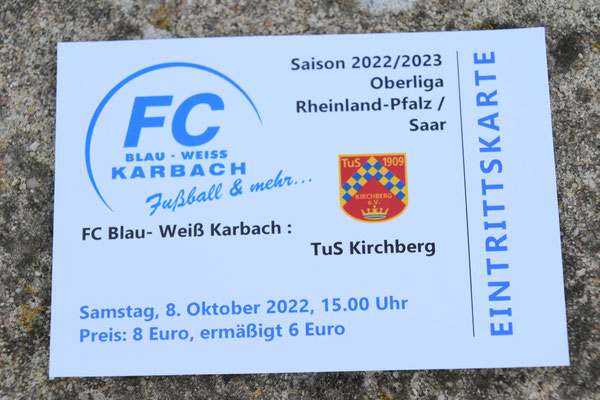 Saison 2022/2023
Oberliga
Rheinland-Pfalz /
Saar
FC
BLAU - WEISS
KARBACH
Fußball & mehr...
TuS 1909
KIRCHBERG
e.V.
FC Blau- Weiß Karbach :
TuS Kirchberg
Samstag, 8. Oktober 2022, 15.00 Uhr
Preis: 8 Euro, ermäßigt 6 Euro
EINTRITTSKARTE